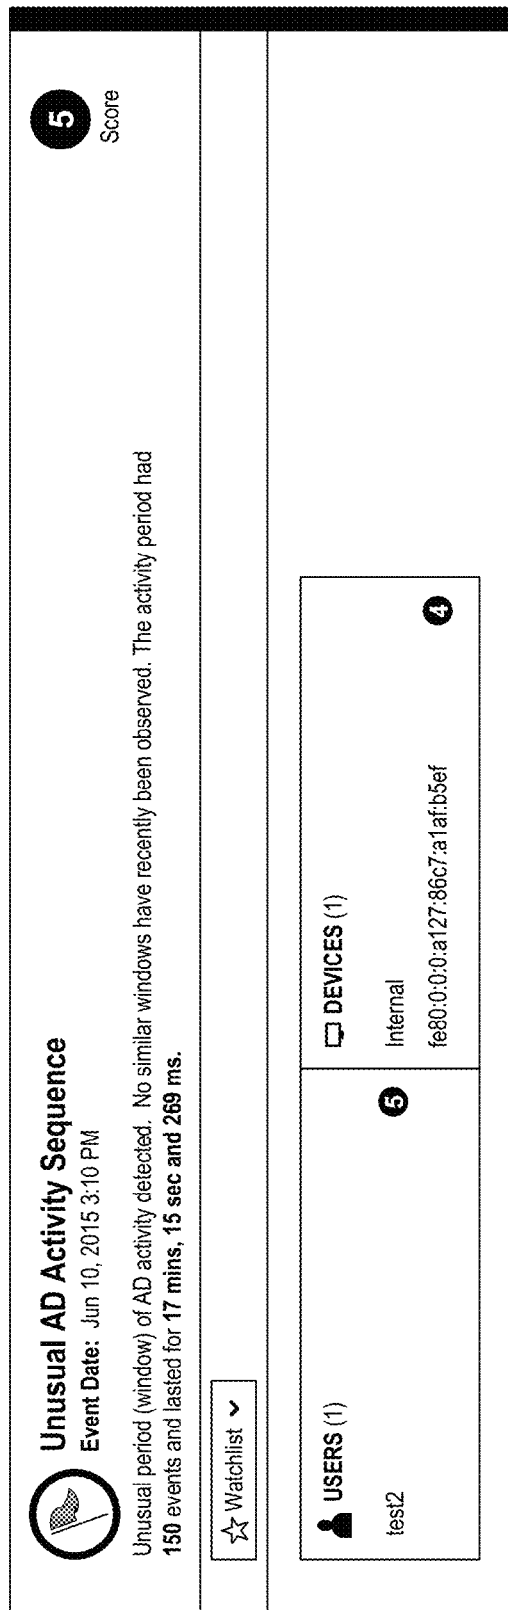 Unusual AD Activity Sequence
Event Date: Jun 10, 2015 3:10 PM
5
Score
Unusual period (window) of AD activity detected. No similar windows have recently been observed. The activity period had
150 events and lasted for 17 mins, 15 sec and 269 ms.
Watchlist
USERS (1)
test2 5
DEVICES (1)
Internal
fe80:0:0:0:a127:86c7:a1af:b5ef 4